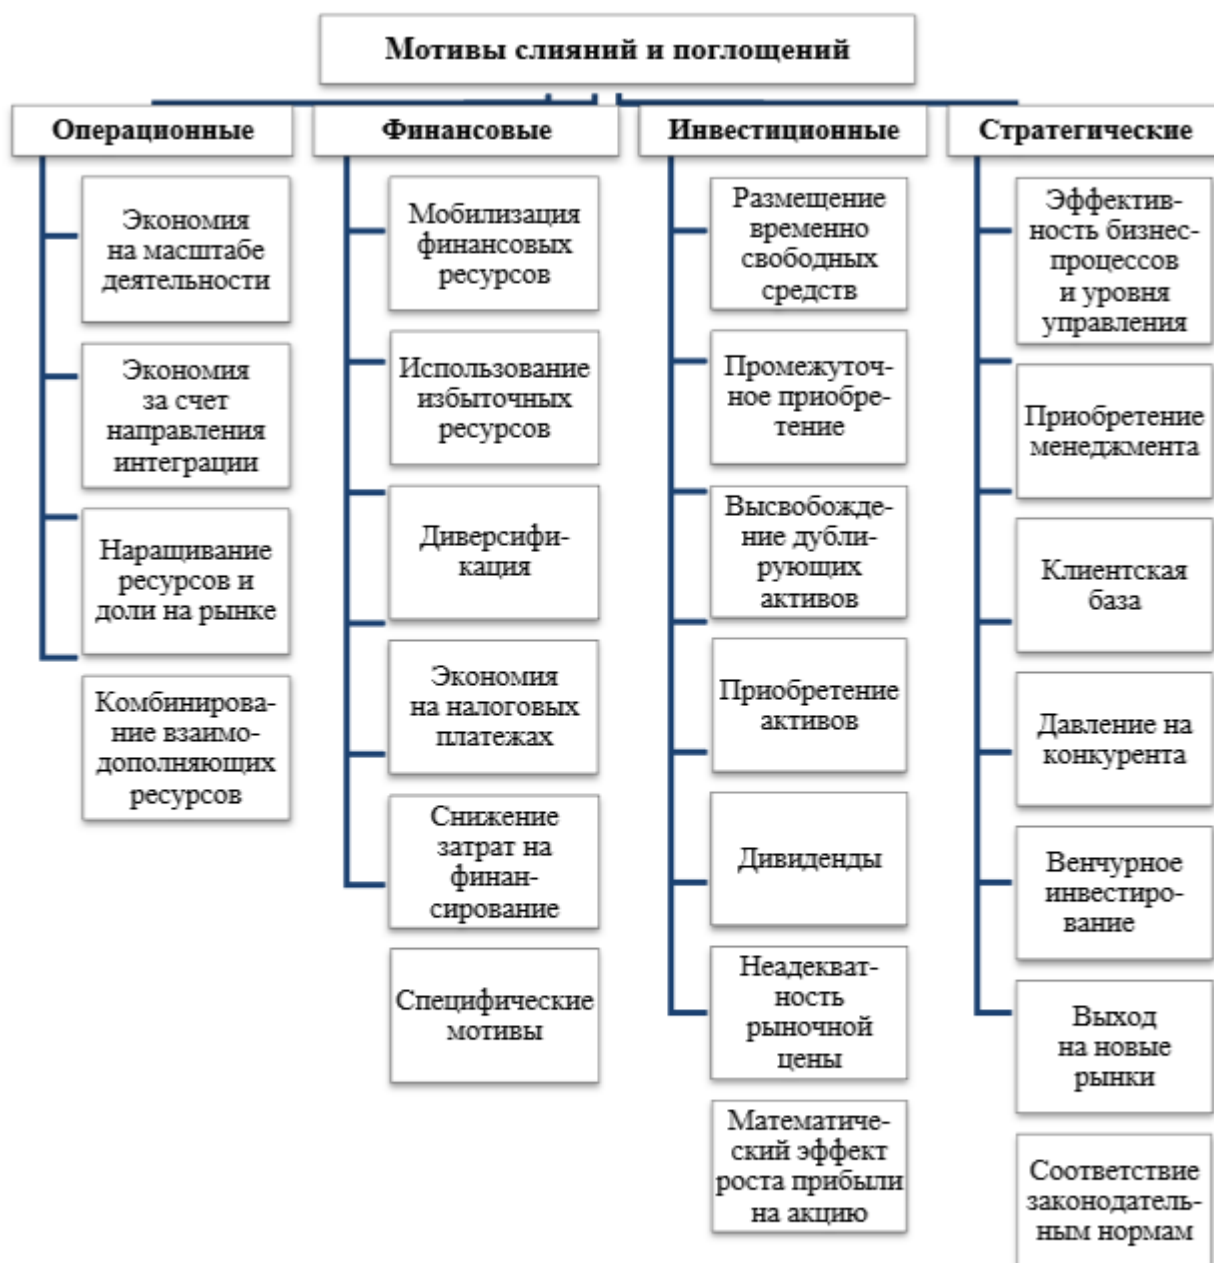 Мотивы слияний и поглощений
Операционные
Экономия
на масштабе
деятельности
Экономия
за счет
направления
интеграции
Наращивание
ресурсов и
доли на рынке
Комбинирова-
ние взаимо-
дополняющих
ресурсов
Финансовые
Мобилизация
финансовых
ресурсов
Использование
избыточных
ресурсов
Диверсифи-
кация
Экономия
на налоговых
платежах
Снижение
затрат на
финан-
сирование
Специфические
мотивы
Инвестиционные
Размещение
временно
свободных
средств
Промежуточ-
ное приобре-
тение
Высвобожде-
ние дубли-
рующих
активов
Приобретение
активов
Дивиденды
Неадекват-
ность
рыночной
цены
Математиче-
ский эффект
роста прибыли
на акцию
Стратегические
Эффектив-
ность бизнес-
процессов
и уровня
управления
Приобретение
менеджмента
Клиентская
база
Давление на
конкурента
Венчурное
инвестиро-
вание
Выход
на новые
рынки
Соответствие
законодатель-
ным нормам